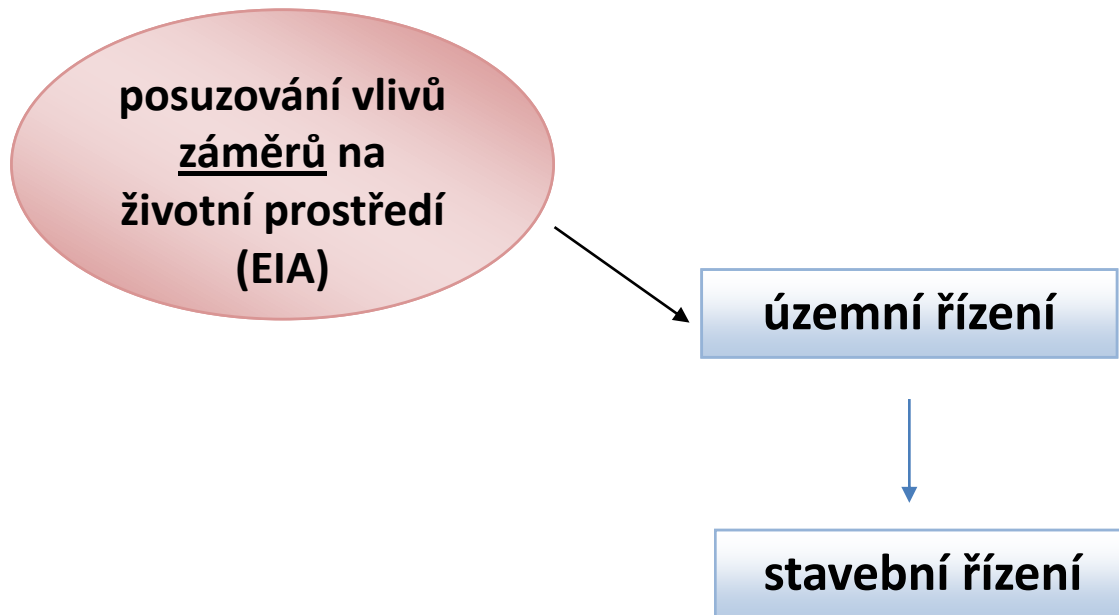 posuzování vlivů
záměrů na
životní prostředí
(EIA)
územní řízení
stavební řízení